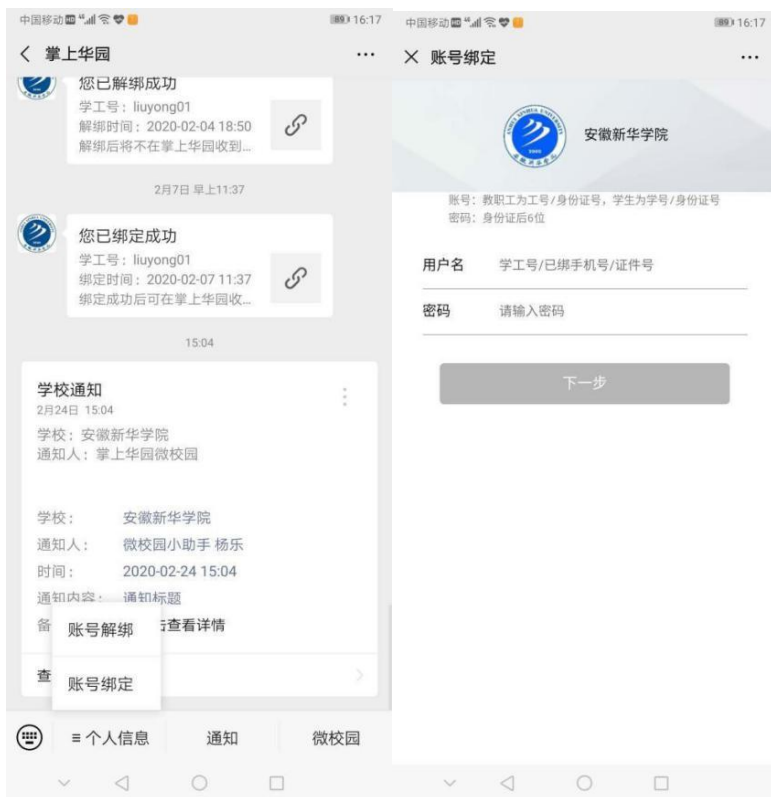 中国移动 HD 4G 89 16:17
掌上华园
您已解绑成功
学工号：liuyong01
解绑时间：2020-02-04 18:50
解绑后将不在掌上华园收到...
2月7日 早上11:37
您已绑定成功
学工号：liuyong01
绑定时间：2020-02-07 11:37
绑定成功后可在掌上华园收...
15:04
学校通知
2月24日 15:04
学校：安徽新华学院
通知人：掌上华园微校园
学校： 安徽新华学院
通知人： 微校园小助手 杨乐
时间： 2020-02-24 15:04
通知内容： 通知标题
备 击查看详情
查
账号解绑
账号绑定
个人信息 通知 微校园
中国移动 HD 4G 89 16:17
账号绑定
安徽新华学院
账号：教职工为工号/身份证号，学生为学号/身份证号
密码：身份证后6位
用户名 学工号/已绑手机号/证件号
密码 请输入密码
下一步